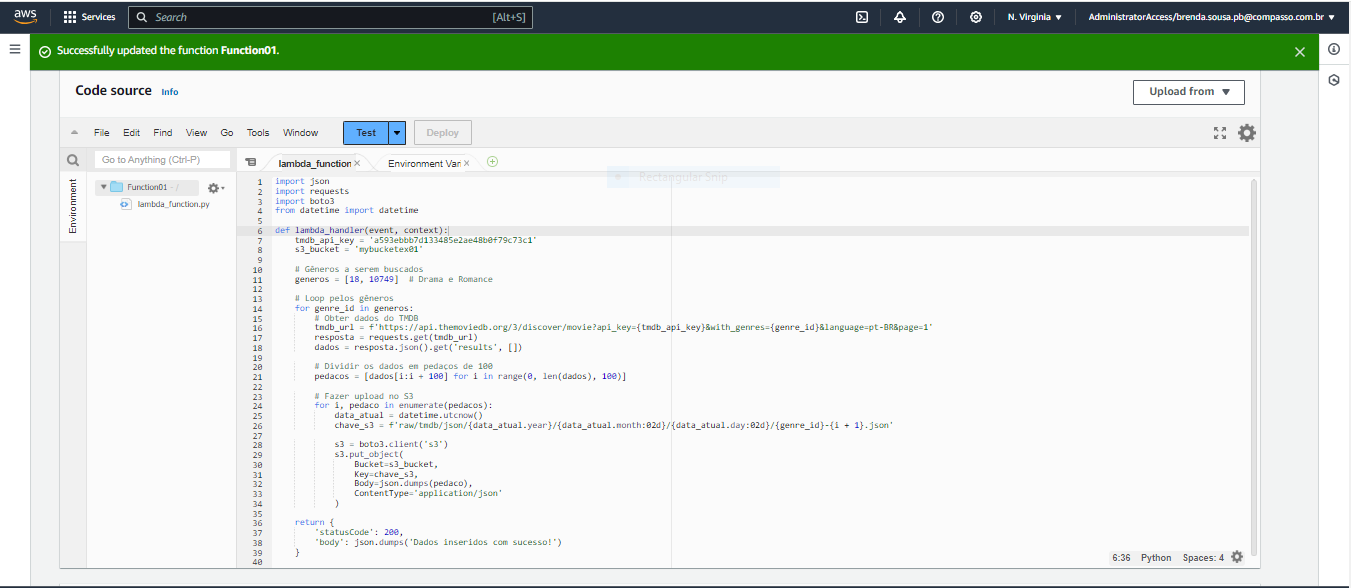 aws Services Search [Alt+S] N. Virginia AdministratorAccess/brenda.sousa.pb@compasso.com.br
Successfully updated the function Function01.
Code source Info Upload from
File Edit Find View Go Tools Window Test Deploy
Go to Anything (Ctrl-P) lambda_function Environment Vari
Rectangular Snip
Environment
Function01 - /
lambda_function.py
1 import json
2 import requests
3 import boto3
4 from datetime import datetime
5
6 def lambda_handler(event, context):
7 tmdb_api_key = 'a593ebbb7d133485e2ae48b0f79c73c1'
8 s3_bucket = 'mybucketex01'
9
10 # Gêneros a serem buscados
11 generos = [18, 10749] # Drama e Romance
12
13 # Loop pelos gêneros
14 for genre_id in generos:
15 # Obter dados do TMDB
16 tmdb_url = f'https://api.themoviedb.org/3/discover/movie?api_key={tmdb_api_key}&with_genres={genre_id}&language=pt-BR&page=1'
17 resposta = requests.get(tmdb_url)
18 dados = resposta.json().get('results', [])
19
20 # Dividir os dados em pedaços de 100
21 pedacos = [dados[i:i + 100] for i in range(0, len(dados), 100)]
22
23 # Fazer upload no S3
24 for i, pedaco in enumerate(pedacos):
25 data_atual = datetime.utcnow()
26 chave_s3 = f'raw/tmdb/json/{data_atual.year}/{data_atual.month:02d}/{data_atual.day:02d}/{genre_id}-{i + 1}.json'
27
28 s3 = boto3.client('s3')
29 s3.put_object(
30 Bucket=s3_bucket,
31 Key=chave_s3,
32 Body=json.dumps(pedaco),
33 ContentType='application/json'
34 )
35
36 return {
37 'statusCode': 200,
38 'body': json.dumps('Dados inseridos com sucesso!')
39 }
40
6:36 Python Spaces: 4